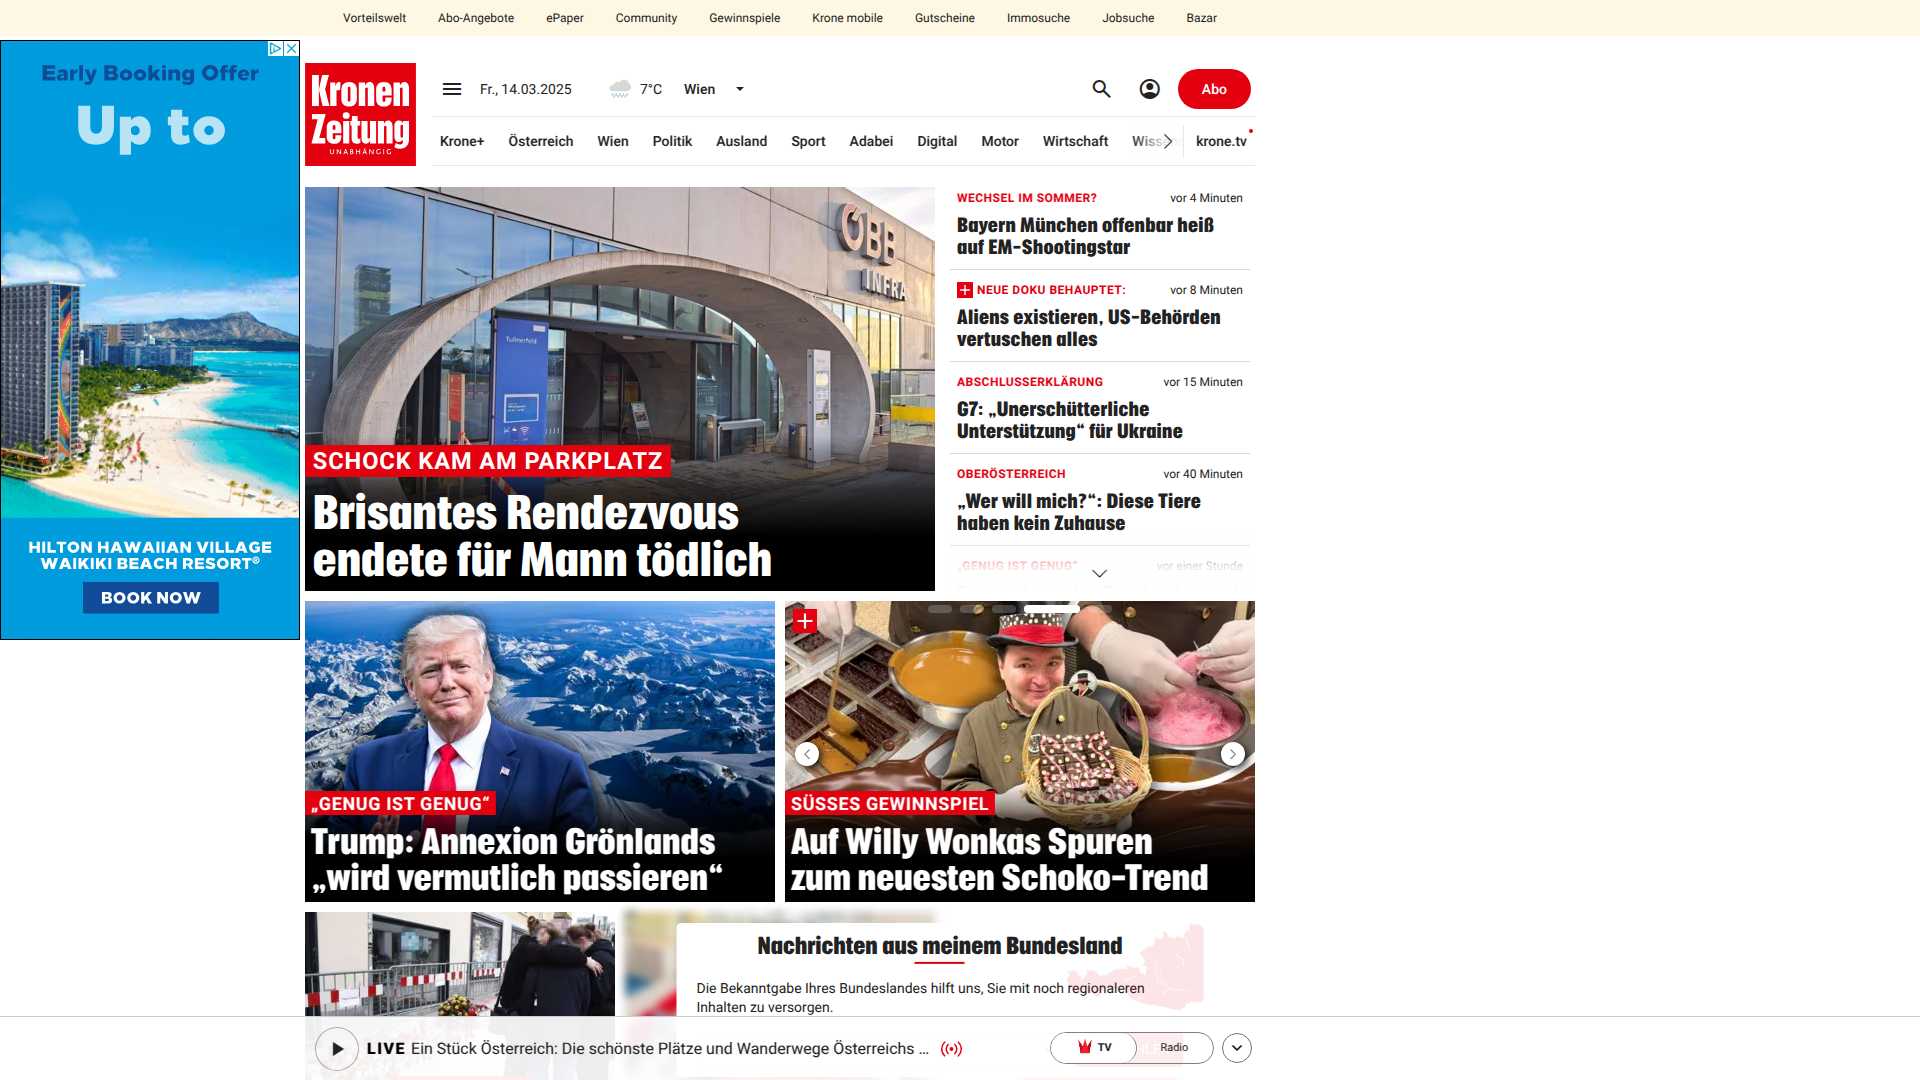 Vorteilswelt Abo-Angebote ePaper Community Gewinnspiele Krone mobile Gutscheine Immosuche Jobsuche Bazar
Early Booking Offer
Up to
HILTON HAWAIIAN VILLAGE
WAIKIKI BEACH RESORT®
BOOK NOW
Kronen
Zeitung
UNABHÄNGIG
Fr., 14.03.2025 7°C Wien
Abo
Krone+ Österreich Wien Politik Ausland Sport Adabei Digital Motor Wirtschaft Wissen krone.tv
ÖBB
INFRA
Tullnerfeld
SCHOCK KAM AM PARKPLATZ
Brisantes Rendezvous
endete für Mann tödlich
WECHSEL IM SOMMER? vor 4 Minuten
Bayern München offenbar heiß
auf EM-Shootingstar
NEUE DOKU BEHAUPTET: vor 8 Minuten
Aliens existieren, US-Behörden
vertuschen alles
ABSCHLUSSERKLÄRUNG vor 15 Minuten
G7: „Unerschütterliche
Unterstützung“ für Ukraine
OBERÖSTERREICH vor 40 Minuten
„Wer will mich?“: Diese Tiere
haben kein Zuhause
„GENUG IST GENUG“ vor einer Stunde
„GENUG IST GENUG“
Trump: Annexion Grönlands
„wird vermutlich passieren“
SÜSSES GEWINNSPIEL
Auf Willy Wonkas Spuren
zum neuesten Schoko-Trend
Nachrichten aus meinem Bundesland
Die Bekanntgabe Ihres Bundeslandes hilft uns, Sie mit noch regionaleren
Inhalten zu versorgen.
LIVE Ein Stück Österreich: Die schönste Plätze und Wanderwege Österreichs ...
TV Radio